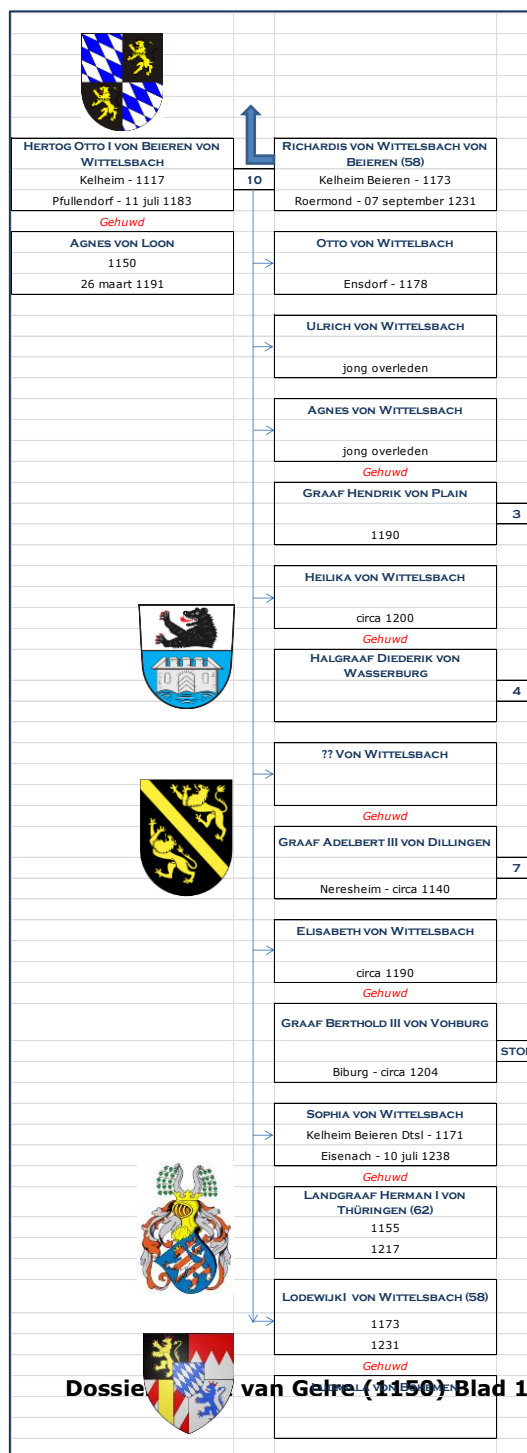 Hertog Otto I von Beieren von
Wittelsbach
Kelheim - 1117
Pfullendorf - 11 juli 1183
Gehuwd
Agnes von Loon
1150
26 maart 1191
10
Richardis von Wittelsbach von
Beieren (58)
Kelheim Beieren - 1173
Roermond - 07 september 1231
Otto von Wittelbach
Ensdorf - 1178
Ulrich von Wittelsbach
jong overleden
Agnes von Wittelsbach
jong overleden
Gehuwd
Graaf Hendrik von Plain
3
1190
Heilika von Wittelsbach
circa 1200
Gehuwd
Halgraaf Diederik von
Wasserburg
4
?? Von Wittelsbach
Gehuwd
Graaf Adelbert III von Dillingen
7
Neresheim - circa 1140
Elisabeth von Wittelsbach
circa 1190
Gehuwd
Graaf Berthold III von Vohburg
Biburg - circa 1204
Sophia von Wittelsbach
Kelheim Beieren Dtsl - 1171
Eisenach - 10 juli 1238
Gehuwd
Landgraaf Herman I von
Thüringen (62)
1155
1217
LodewijkI von Wittelsbach (58)
1173
1231
Gehuwd
van Gelre (1150) Blad 1